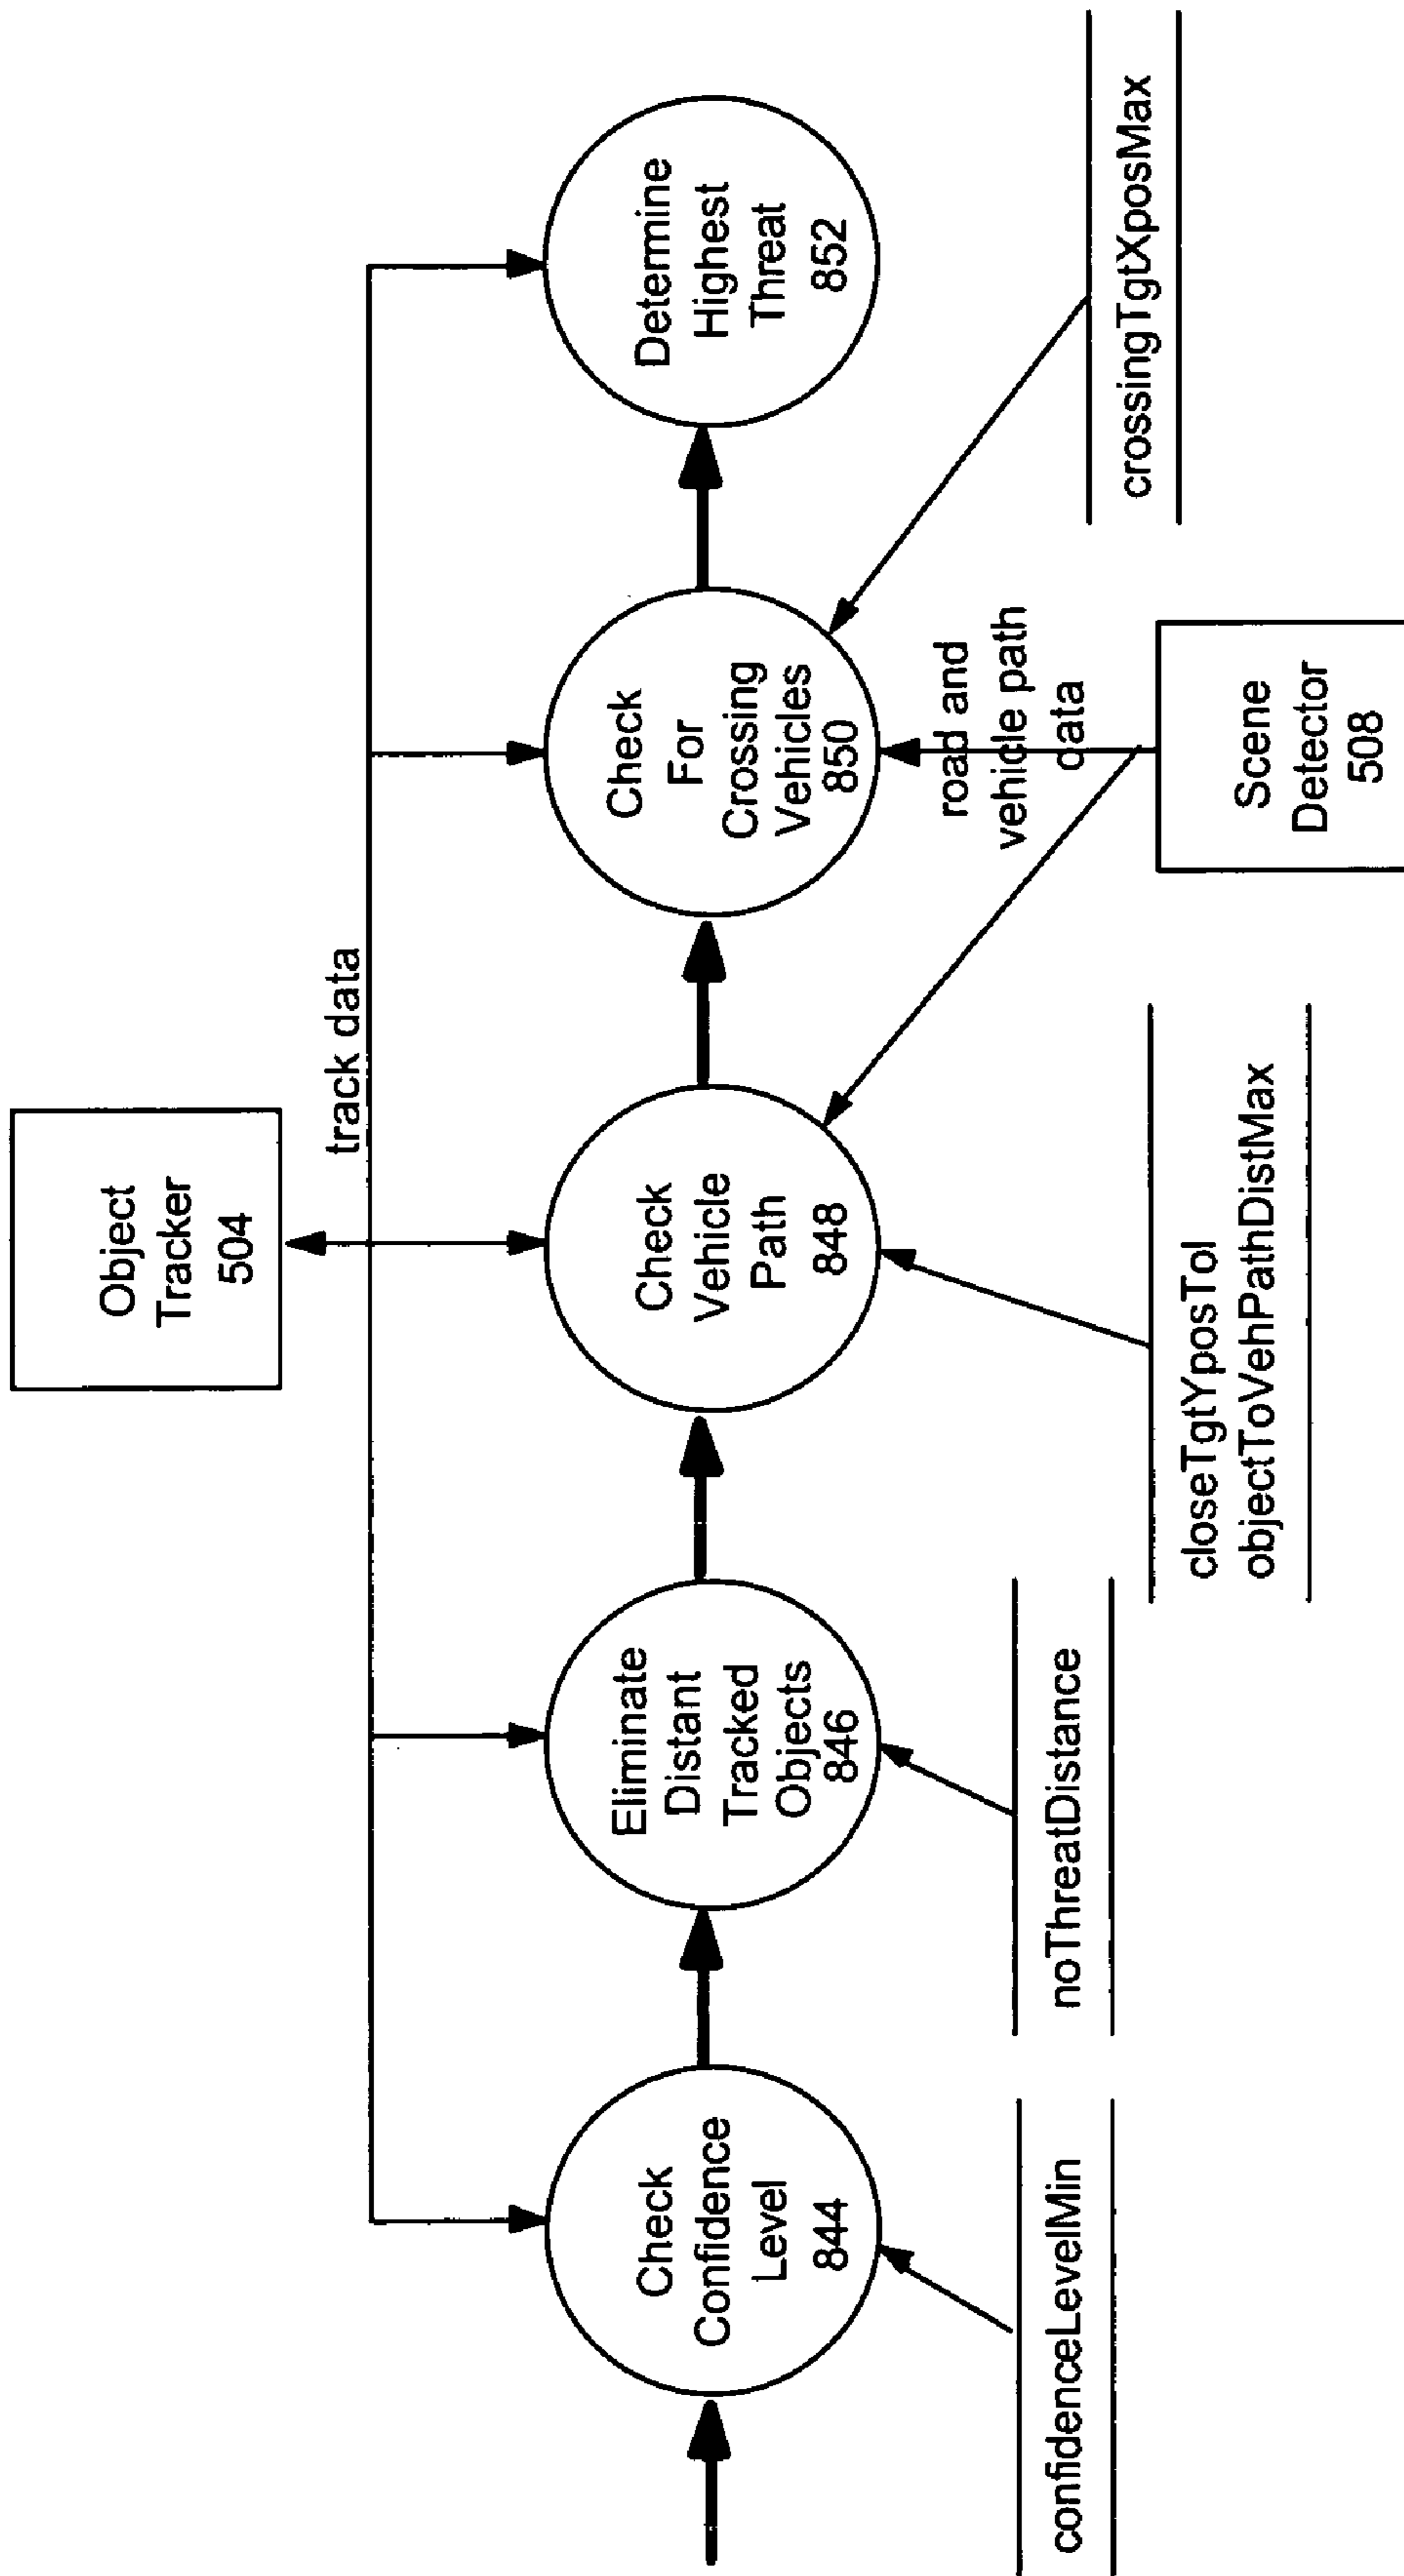 Object
Tracker
504
track data
Check
Confidence
Level
844
Eliminate
Distant
Tracked
Objects
846
Check
Vehicle
Path
848
Check
For
Crossing
Vehicles
850
Determine
Highest
Threat
852
confidenceLevelMin
noThreatDistance
closeTgtYposTol
objectToVehPathDistMax
road and
vehicle path
data
Scene
Detector
508
crossingTgtXposMax